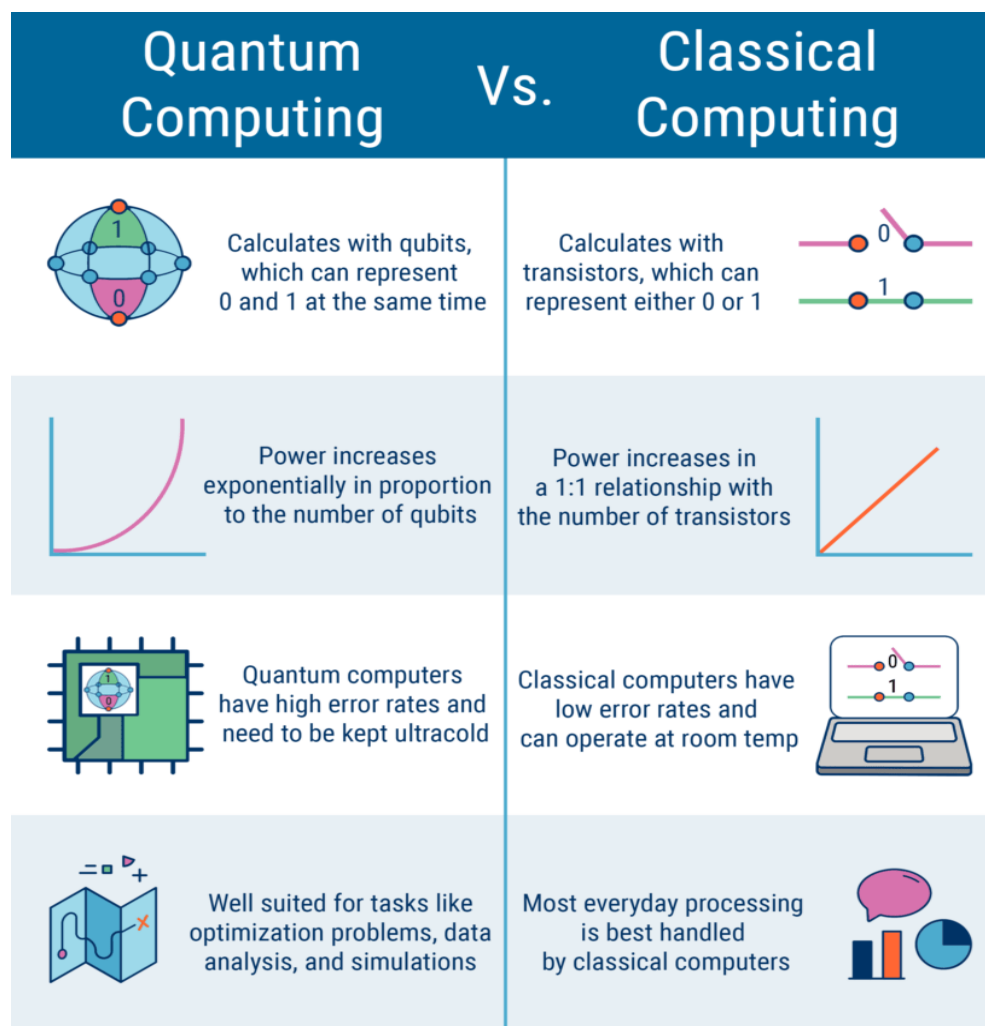 Quantum
Computing
Vs.
Classical
Computing
1
0
Calculates with qubits,
which can represent
0 and 1 at the same time
Calculates with
transistors, which can
represent either 0 or 1
0
1
Power increases
exponentially in proportion
to the number of qubits
Power increases in
a 1:1 relationship with
the number of transistors
1
0
Quantum computers
have high error rates and
need to be kept ultracold
Classical computers have
low error rates and
can operate at room temp
0
1
Well suited for tasks like
optimization problems, data
analysis, and simulations
Most everyday processing
is best handled
by classical computers